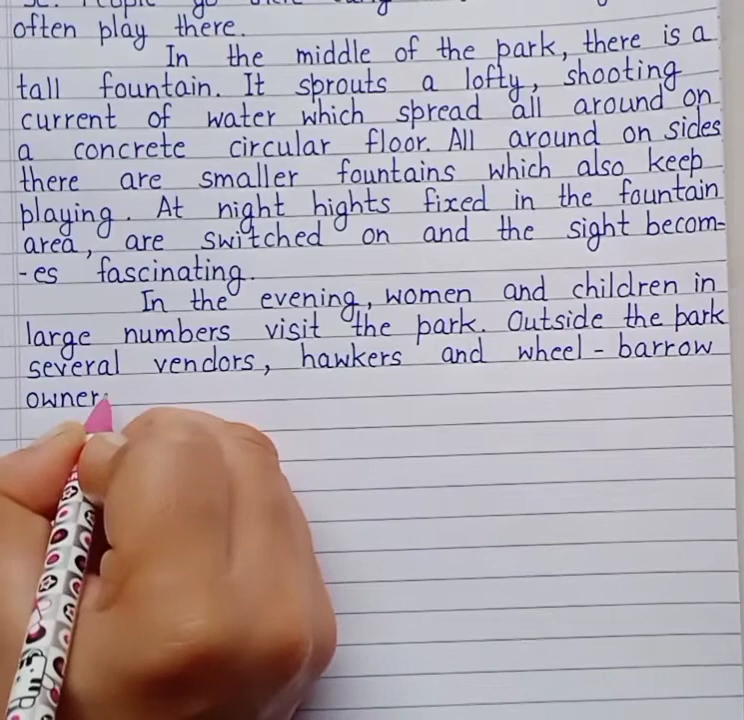 often play there.
In the middle of the park, there is a
tall fountain. It sprouts a lofty, shooting
current of water which spread all around on
a concrete circular floor. All around on sides
there are smaller fountains which also keep
playing. At night hights fixed in the fountain
area, are switched on and the sight becom-
-es fascinating.
In the evening, women and children in
large numbers visit the park. Outside the park
several vendors, hawkers and wheel-barrow
owner